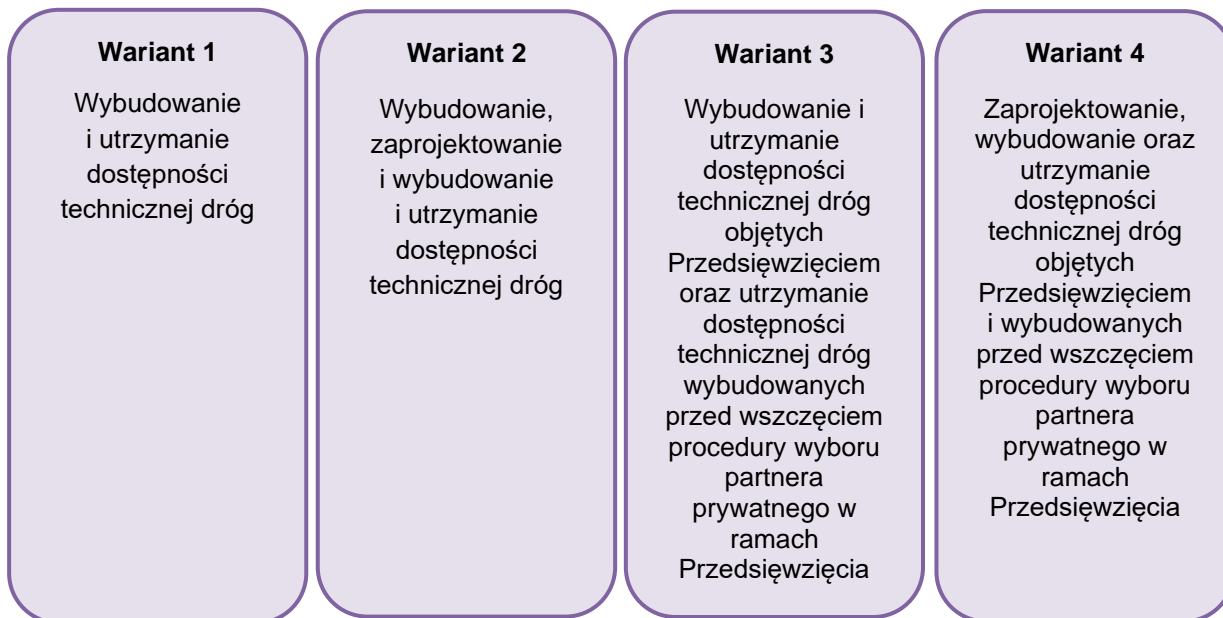 Wariant 1
Wybudowanie
i utrzymanie
dostępności
technicznej dróg
Wariant 2
Wybudowanie,
zaprojektowanie
i wybudowanie
i utrzymanie
dostępności
technicznej dróg
Wariant 3
Wybudowanie i
utrzymanie
dostępności
technicznej dróg
objętych
Przedsięwzięciem
oraz utrzymanie
dostępności
technicznej dróg
wybudowanych
przed wszczęciem
procedury wyboru
partnera
prywatnego w
ramach
Przedsięwzięcia
Wariant 4
Zaprojektowanie,
wybudowanie oraz
utrzymanie
dostępności
technicznej dróg
objętych
Przedsięwzięciem
i wybudowanych
przed wszczęciem
procedury wyboru
partnera
prywatnego w
ramach
Przedsięwzięcia